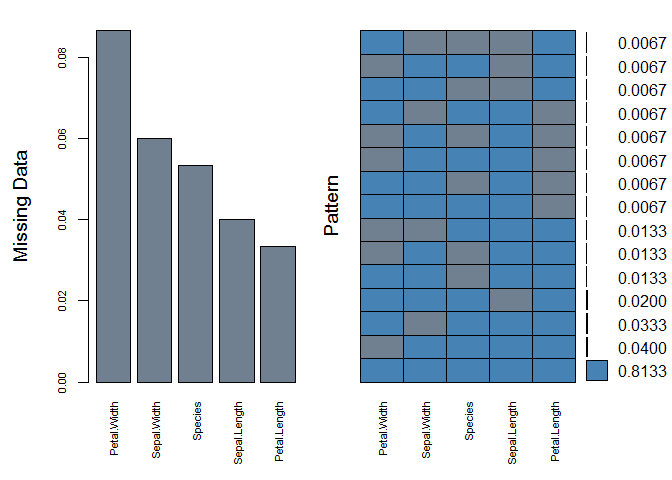 Missing Data
0.00
0.02
0.04
0.06
0.08
Petal.Width
Sepal.Width
Species
Sepal.Length
Petal.Length
Pattern
Petal.Width
Sepal.Width
Species
Sepal.Length
Petal.Length
0.0067
0.0067
0.0067
0.0067
0.0067
0.0067
0.0067
0.0067
0.0133
0.0133
0.0133
0.0200
0.0333
0.0400
0.8133